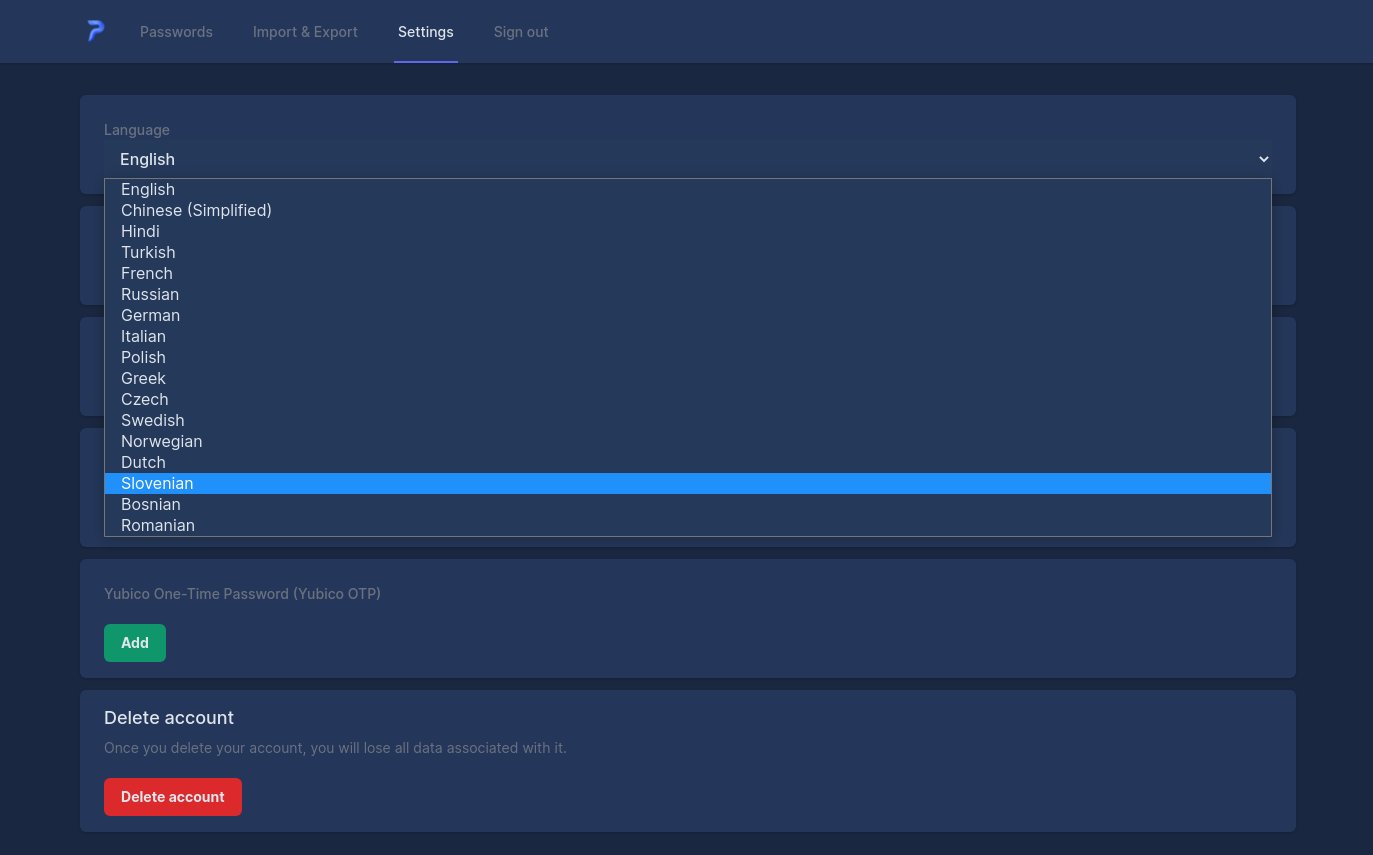 Passwords Import & Export Settings Sign out
Language
English
English
Chinese (Simplified)
Hindi
Turkish
French
Russian
German
Italian
Polish
Greek
Czech
Swedish
Norwegian
Dutch
Slovenian
Bosnian
Romanian
Yubico One-Time Password (Yubico OTP)
Add
Delete account
Once you delete your account, you will lose all data associated with it.
Delete account